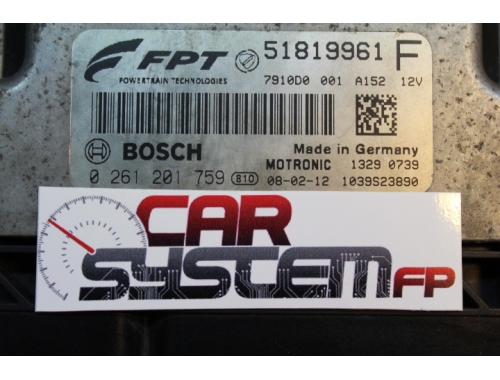 FPT 51819961 F
POWERTRAIN TECHNOLOGIES 7910D0 001 A152 12V
BOSCH Made in Germany
MOTRONIC 1329 0739
0 261 201 759 810 08-02-12 1039S23890
CAR
SYSTEM FP